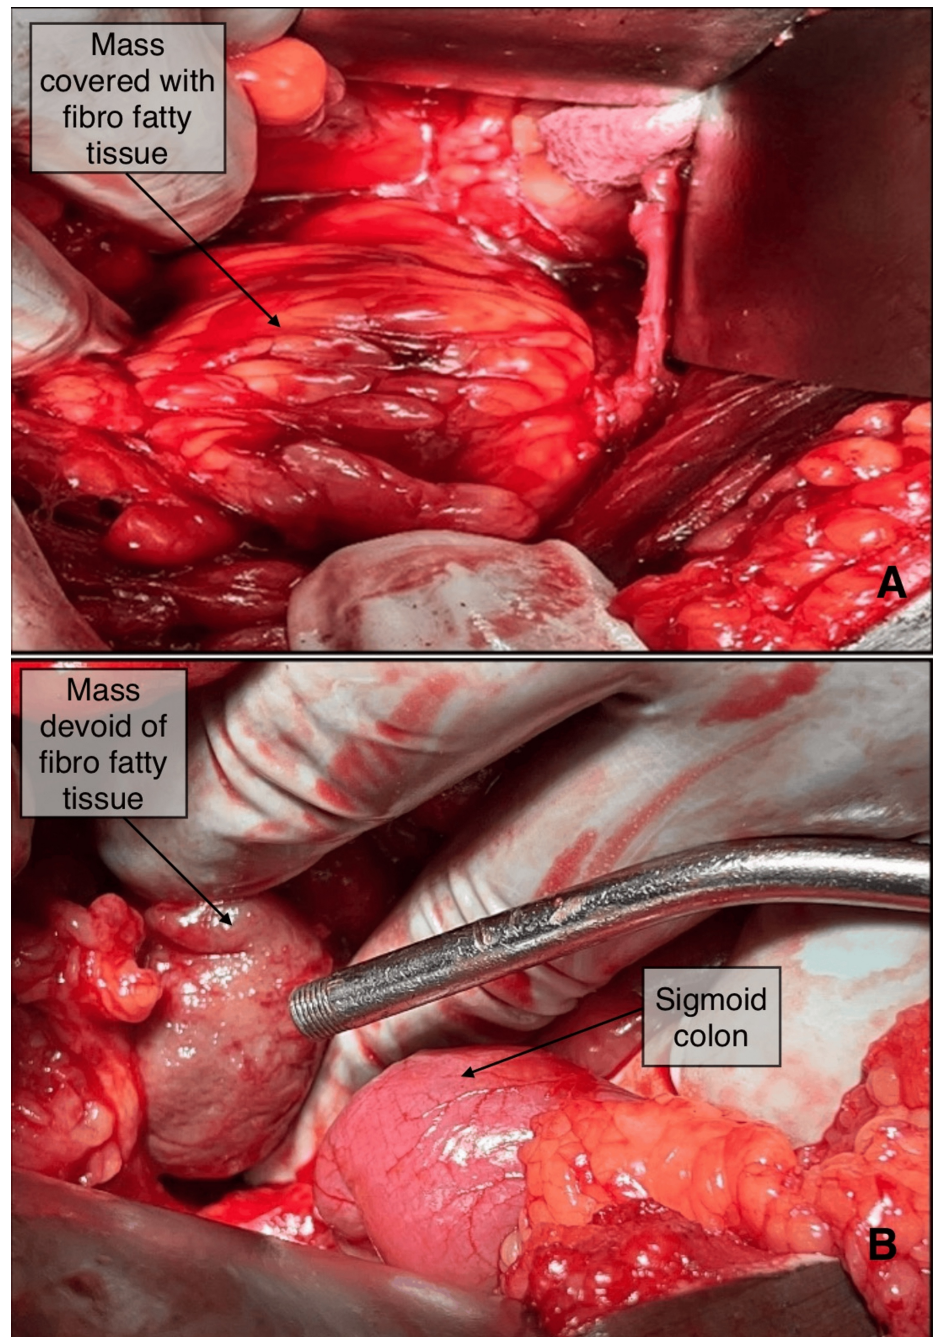 Mass
covered with
fibro fatty
tissue
A
Mass
devoid of
fibro fatty
tissue
Sigmoid
colon
B